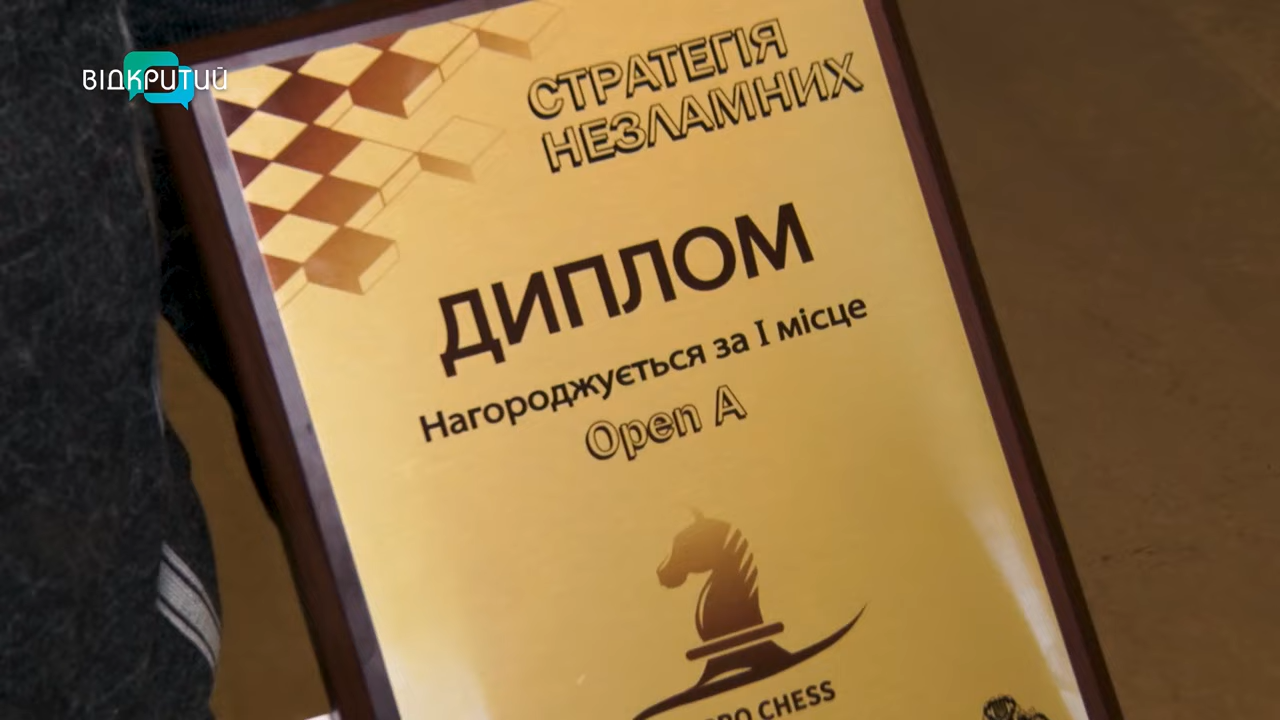 ВІДКРИТИЙ
СТРАТЕГІЯ
НЕЗЛАМНИХ
ДИПЛОМ
Нагороджується за І місце
Open A
CHESS